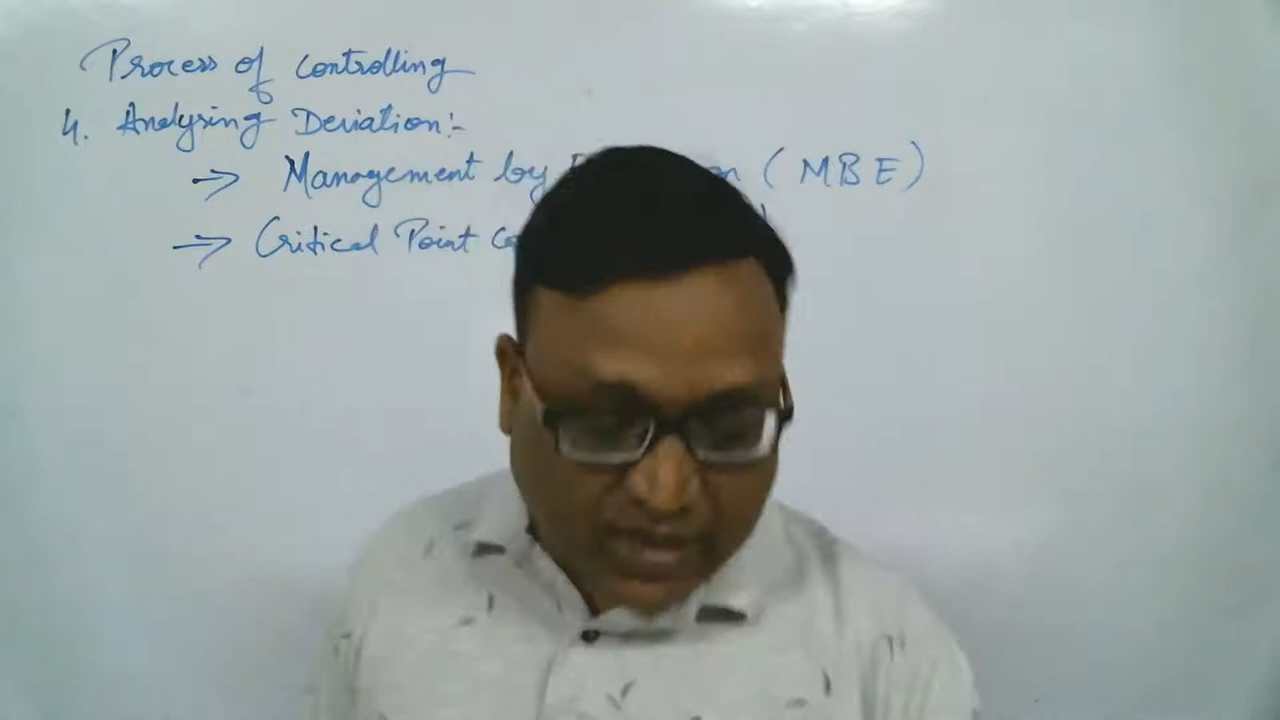 Process of Controlling
4. Analysing Deviation:-
→ Management by (MBE)
→ Critical Point